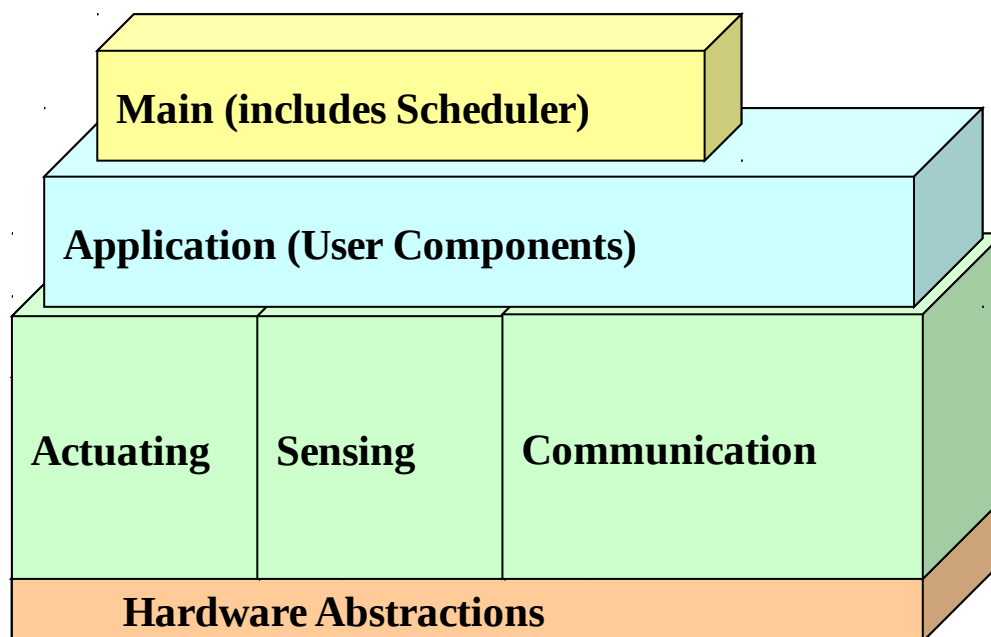 Main (includes Scheduler)
Application (User Components)
Actuating
Sensing
Communication
Hardware Abstractions